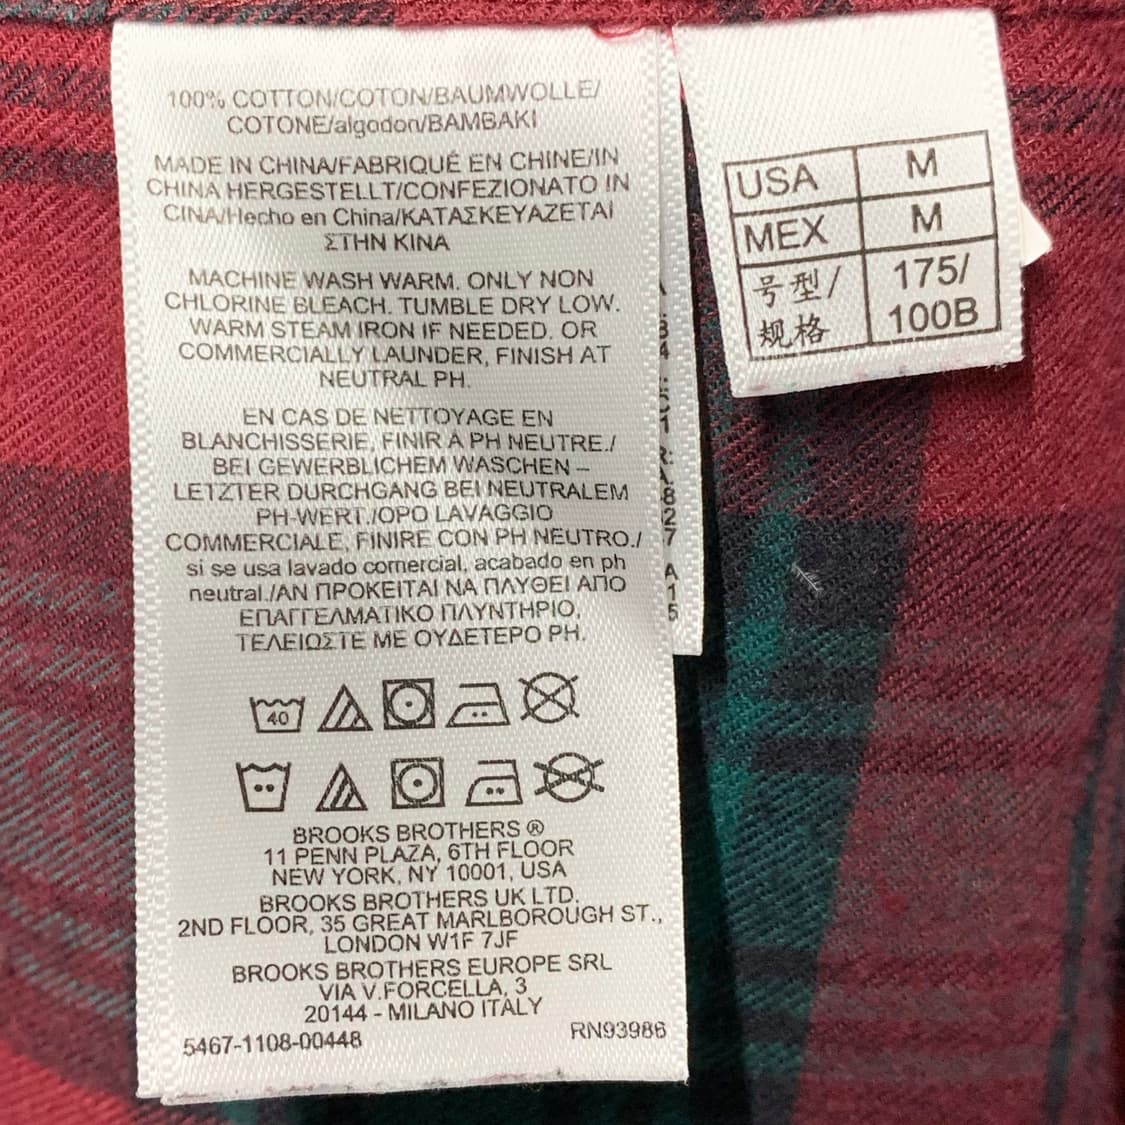 100% COTTON/COTON/BAUMWOLLE/
COTONE/algodon/BAMBAKI
MADE IN CHINA/FABRIQUÉ EN CHINE/IN
CHINA HERGESTELLT/CONFEZIONATO IN
CINA/Hecho en China/ΚΑΤΑΣΚΕΥΑΖΕΤΑΙ
ΣΤΗΝ ΚΙΝΑ
MACHINE WASH WARM. ONLY NON
CHLORINE BLEACH. TUMBLE DRY LOW.
WARM STEAM IRON IF NEEDED. OR
COMMERCIALLY LAUNDER, FINISH AT
NEUTRAL PH.
EN CAS DE NETTOYAGE EN
BLANCHISSERIE, FINIR À PH NEUTRE./
BEI GEWERBLICHEM WASCHEN –
LETZTER DURCHGANG BEI NEUTRALEM
PH-WERT./OPO LAVAGGIO
COMMERCIALE, FINIRE CON PH NEUTRO./
si se usa lavado comercial, acabado en ph
neutral./ΑΝ ΠΡΟΚΕΙΤΑΙ ΝΑ ΠΛΥΘΕΙ ΑΠΟ
ΕΠΑΓΓΕΛΜΑΤΙΚΟ ΠΛΥΝΤΗΡΙΟ,
ΤΕΛΕΙΩΣΤΕ ΜΕ ΟΥΔΕΤΕΡΟ PH.
40
BROOKS BROTHERS ®
11 PENN PLAZA, 6TH FLOOR
NEW YORK, NY 10001, USA
BROOKS BROTHERS UK LTD.
2ND FLOOR, 35 GREAT MARLBOROUGH ST.,
LONDON W1F 7JF
BROOKS BROTHERS EUROPE SRL
VIA V.FORCELLA, 3
20144 - MILANO ITALY
5467-1108-00448 RN93986
USA M
MEX M
号型/ 175/
规格 100B